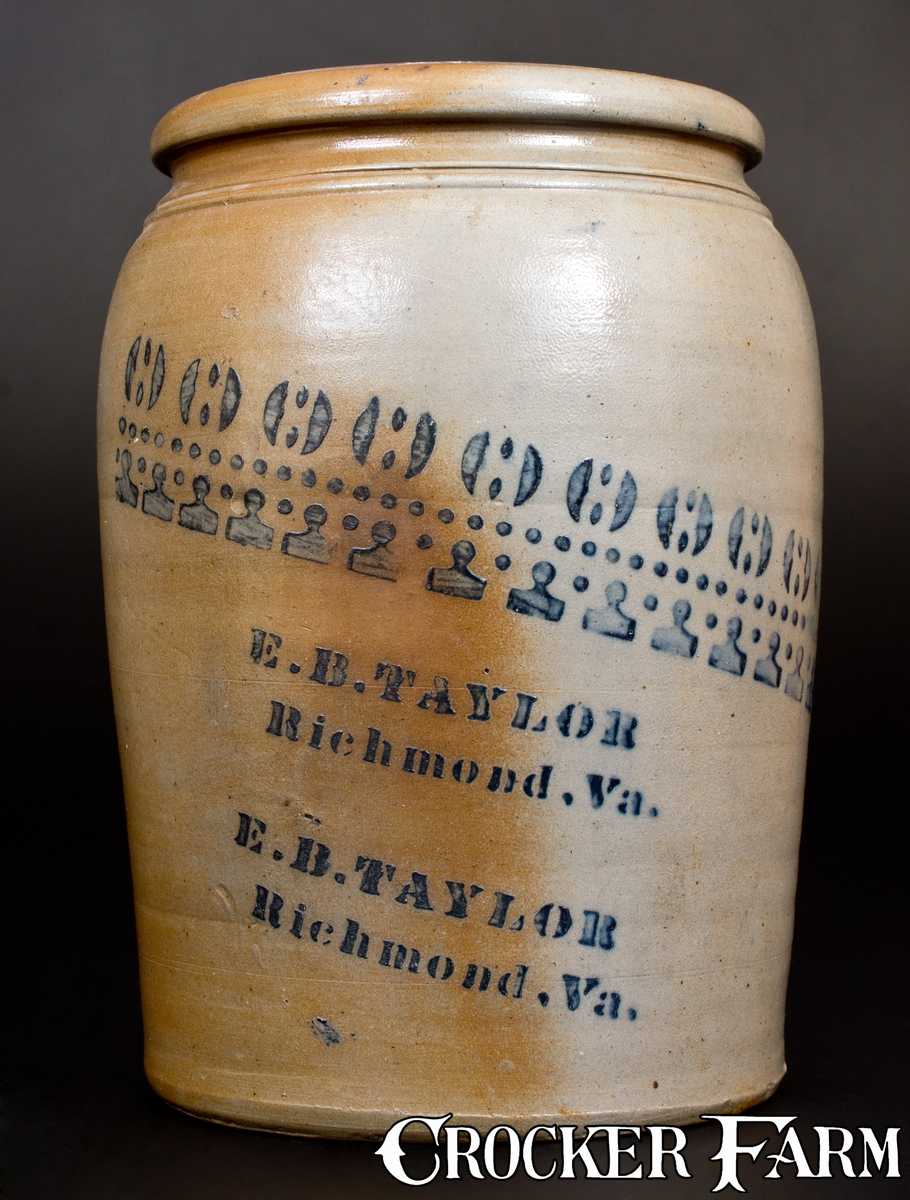 E.B.TAYLOR
Richmond,Va.
E.B.TAYLOR
Richmond,Va.
CROCKER FARM